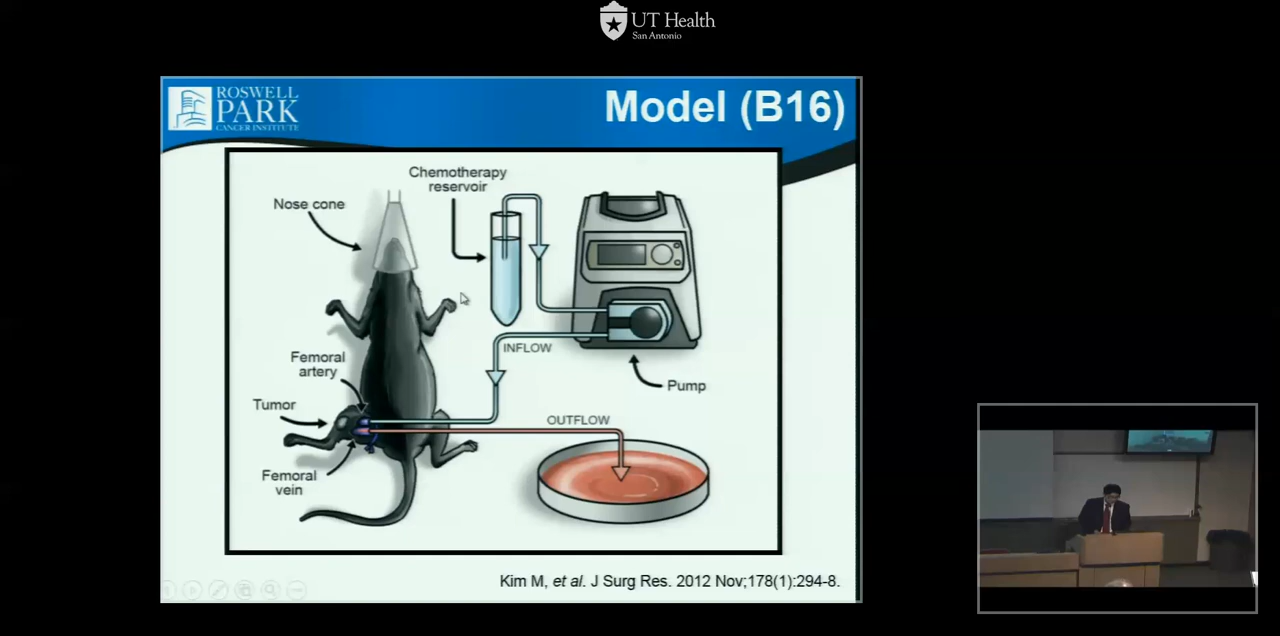 UT Health
San Antonio
ROSWELL
PARK
CANCER INSTITUTE
Model (B16)
Chemotherapy
reservoir
Nose cone
INFLOW
Femoral
artery
Pump
Tumor
OUTFLOW
Femoral
vein
Kim M, et al. J Surg Res. 2012 Nov;178(1):294-8.